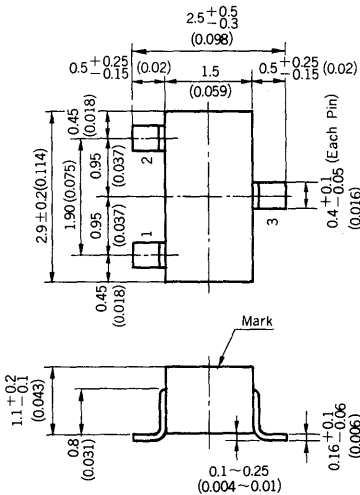 2.5 +0.5 −0.3
(0.098)
0.5 +0.25 −0.15 (0.02)
1.5
(0.059)
0.5 +0.25 −0.15 (0.02)
2.9 ± 0.2(0.114)
0.45
(0.018)
1.90 (0.075)
0.95
(0.037)
0.95
(0.037)
0.45
(0.018)
2
1
3
0.4 +0.1 −0.05 (Each Pin)
(0.016)
Mark
1.1 +0.2 −0.1
(0.043)
0.8
(0.031)
0.1~0.25
(0.004~0.01)
0.16 +0.1 −0.06
(0.006)